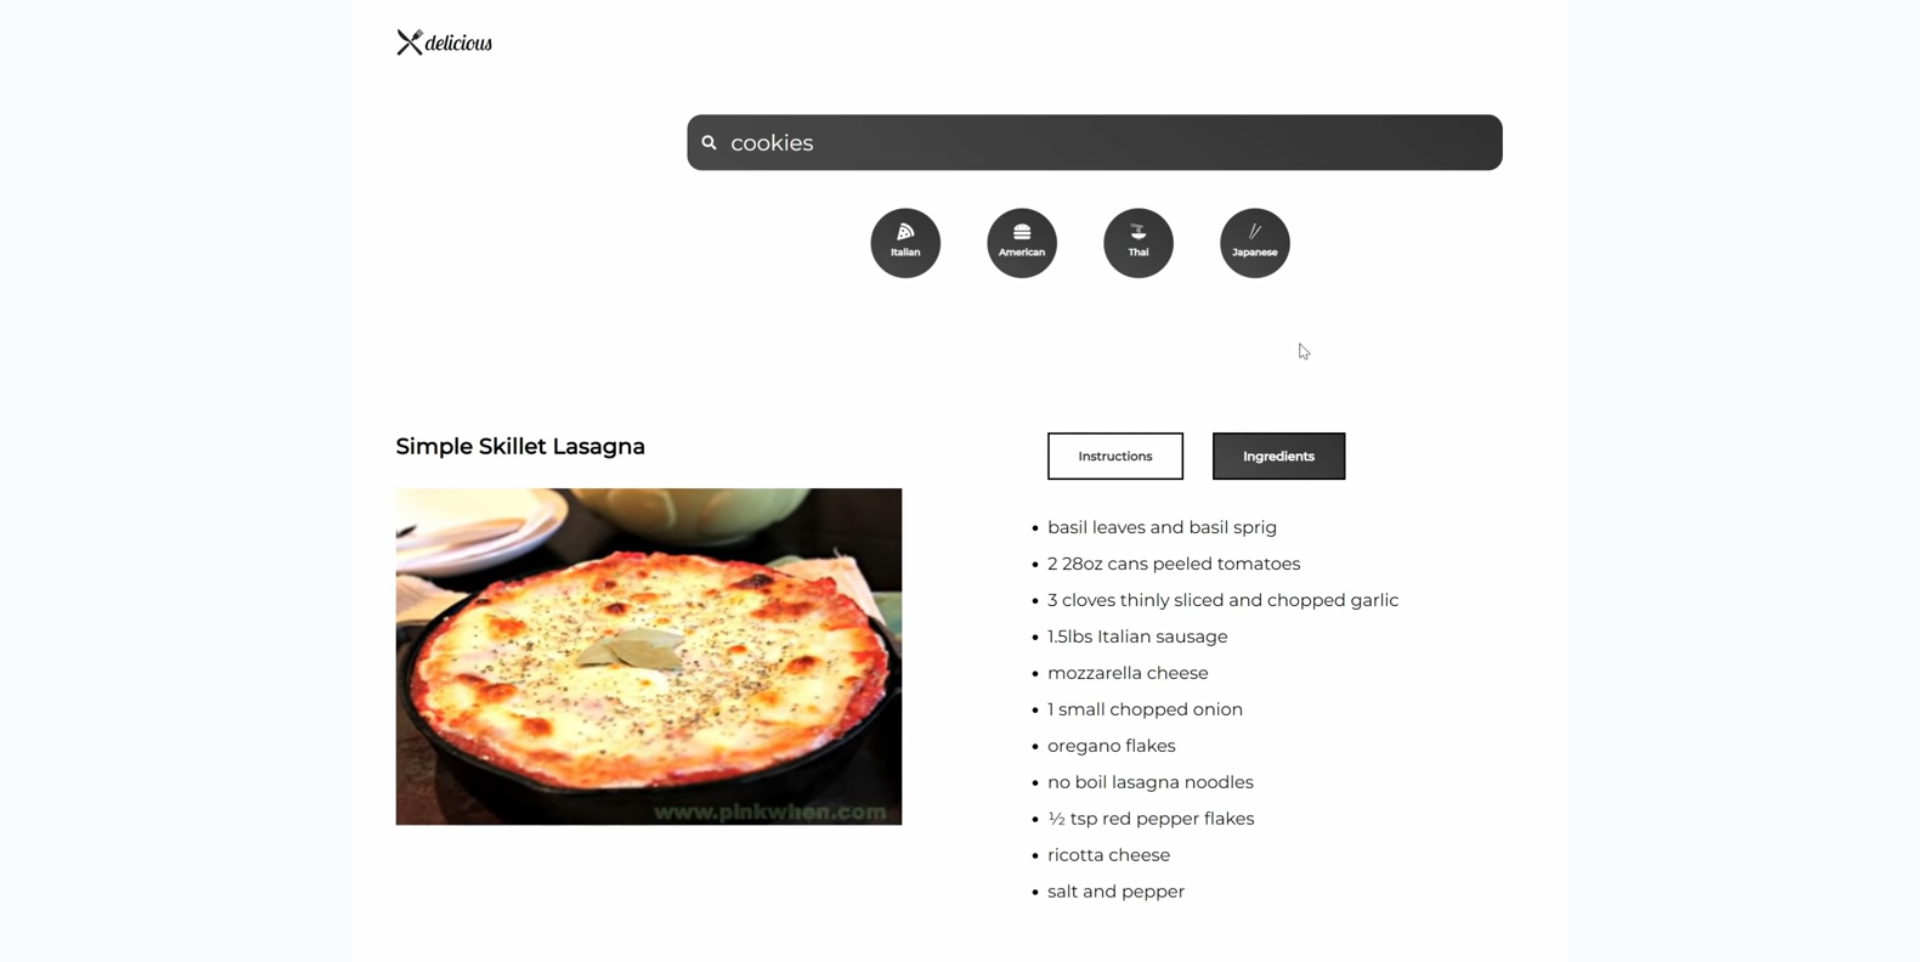 delicious
cookies
Italian
American
Thai
Japanese
Simple Skillet Lasagna
Instructions
Ingredients
basil leaves and basil sprig
2 28oz cans peeled tomatoes
3 cloves thinly sliced and chopped garlic
1.5lbs Italian sausage
mozzarella cheese
1 small chopped onion
oregano flakes
no boil lasagna noodles
½ tsp red pepper flakes
ricotta cheese
salt and pepper
www.pinkwhen.com